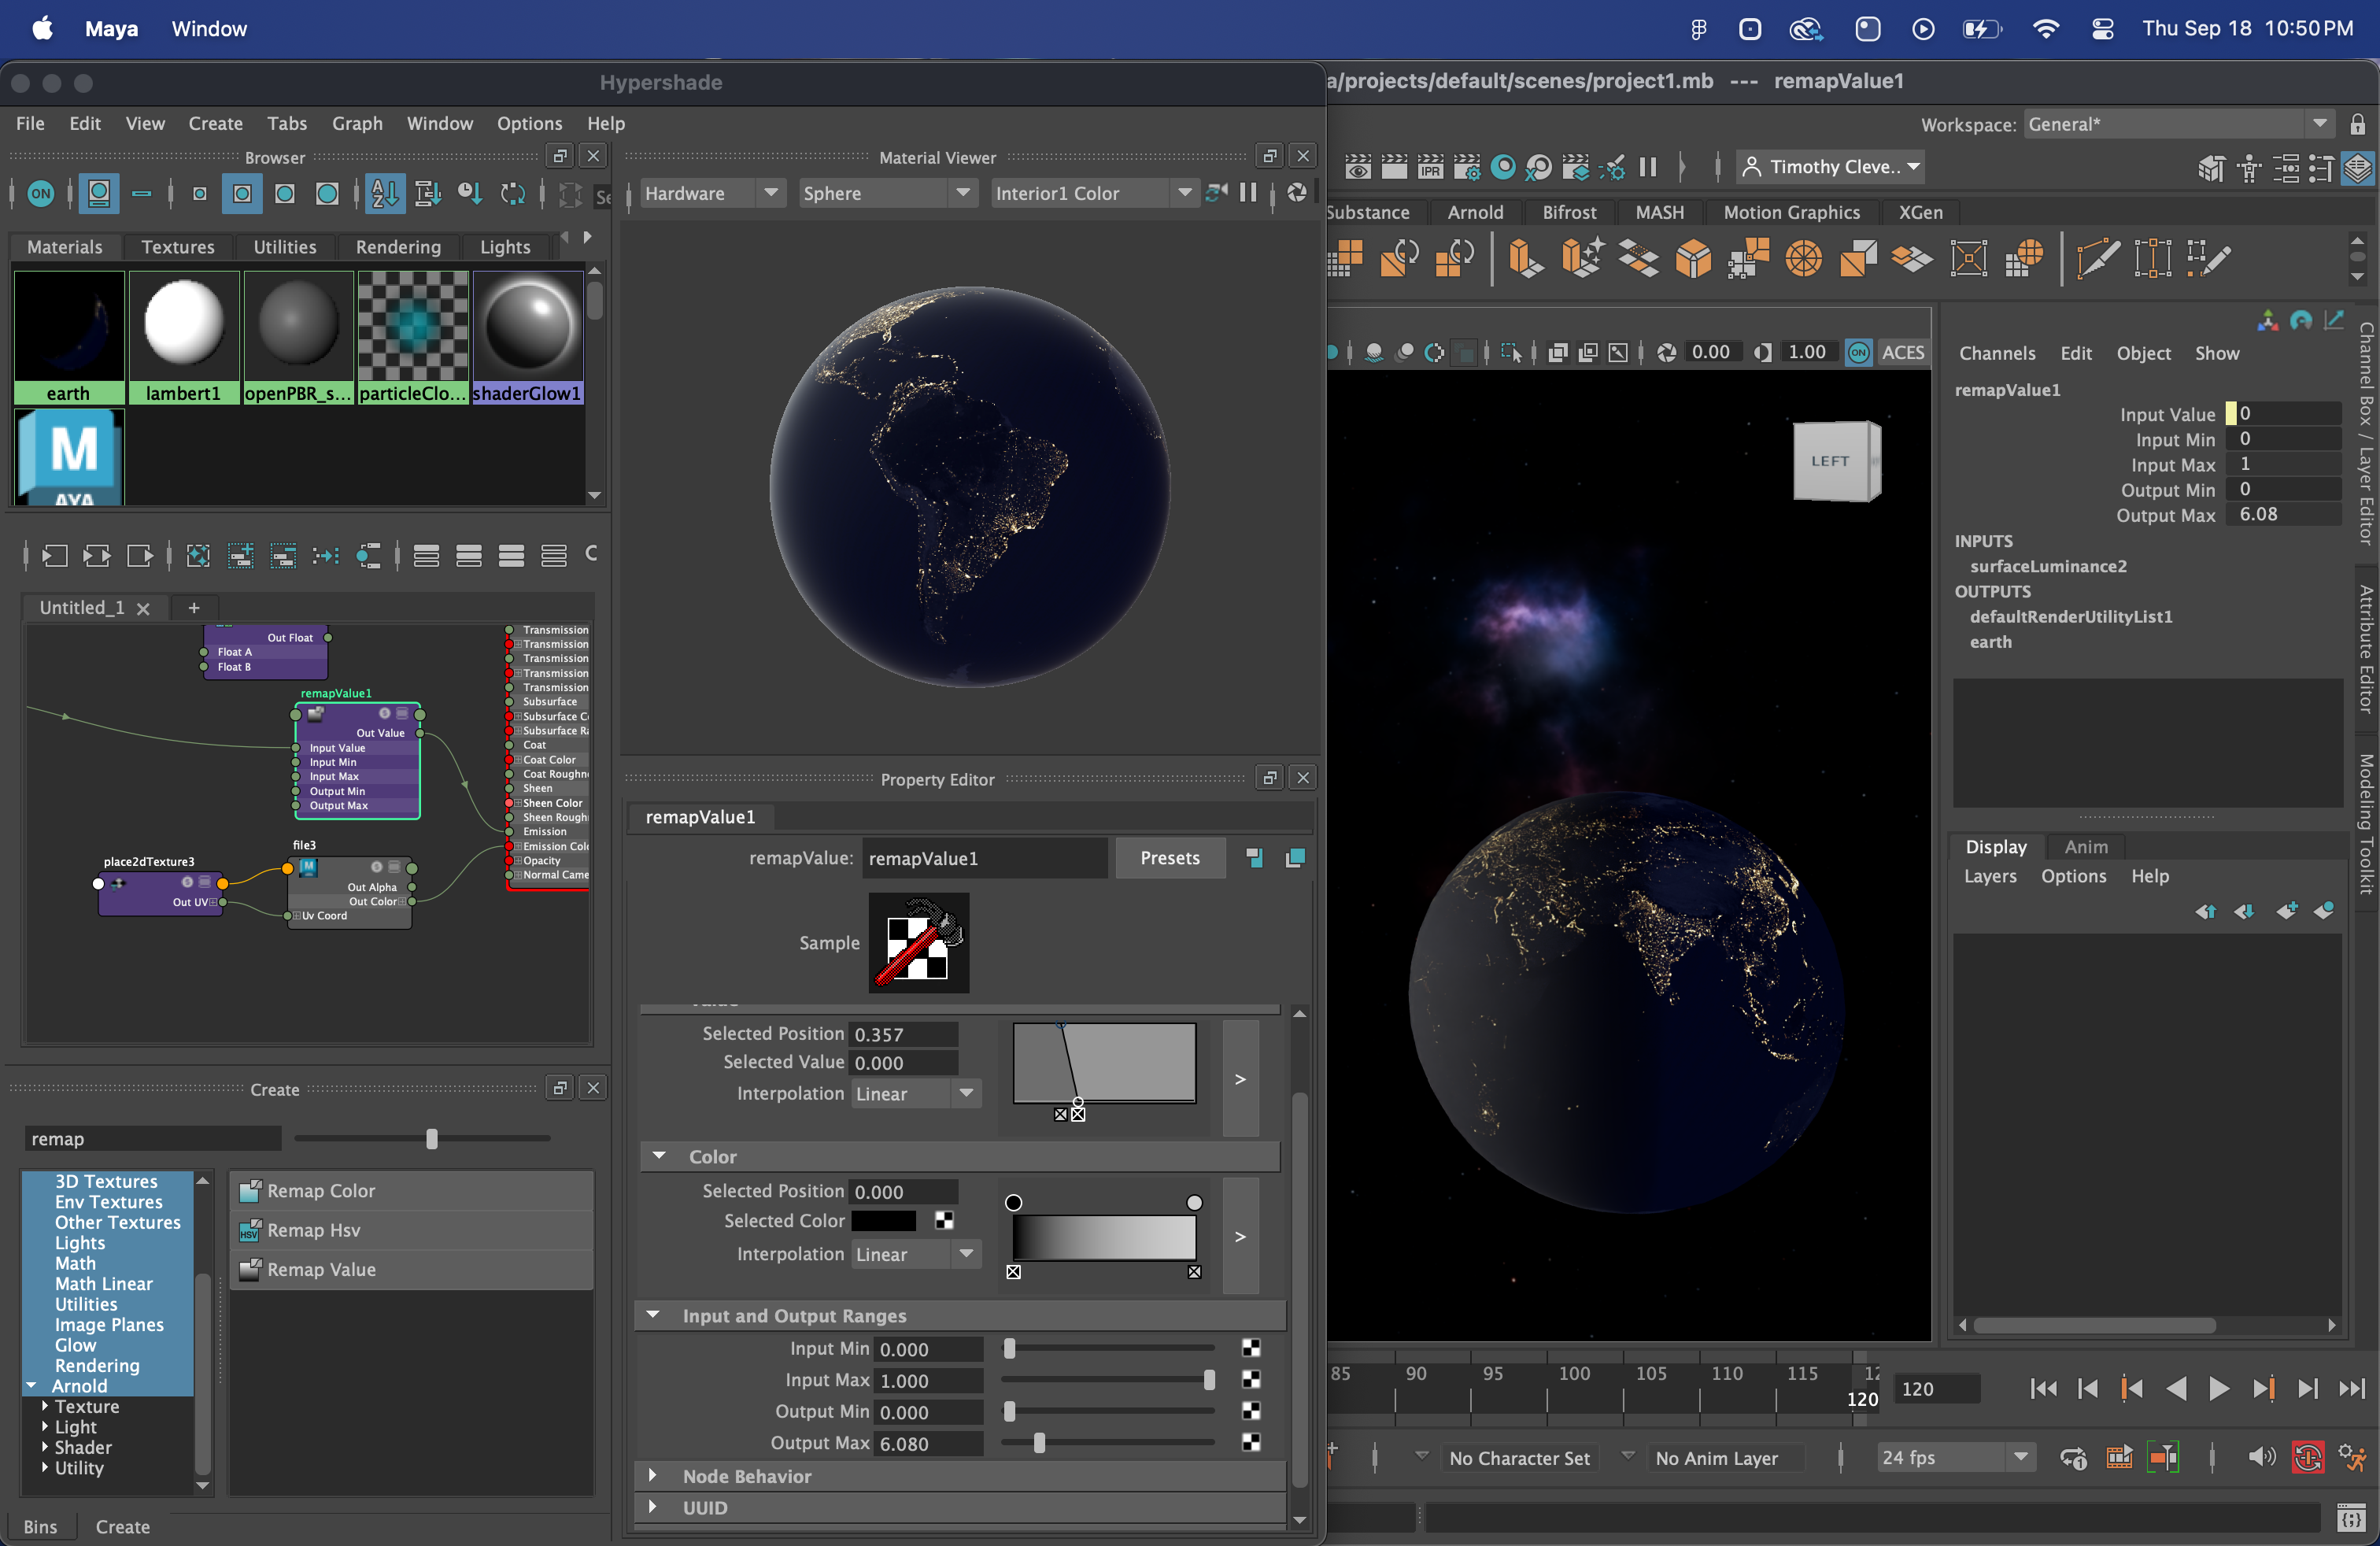 Maya Window Thu Sep 18 10:50 PM
Hypershade
a/projects/default/scenes/project1.mb --- remapValue1
File Edit View Create Tabs Graph Window Options Help
Workspace: General*
Browser
Material Viewer
ON
Hardware Sphere Interior1 Color
IPR
Timothy Cleve..
Substance Arnold Bifrost MASH Motion Graphics XGen
Materials Textures Utilities Rendering Lights
earth lambert1 openPBR_s... particleClo... shaderGlow1
M
AYA
0.00 1.00 ON ACES
LEFT
Channels Edit Object Show
remapValue1
Input Value 0
Input Min 0
Input Max 1
Output Min 0
Output Max 6.08
INPUTS
surfaceLuminance2
OUTPUTS
defaultRenderUtilityList1
earth
Channel Box / Layer Editor
Attribute Editor
Modeling Toolkit
Untitled_1 +
Out Float
Float A
Float B
remapValue1
Out Value
Input Value
Input Min
Input Max
Output Min
Output Max
place2dTexture3
Out UV
file3
Out Alpha
Out Color
Uv Coord
Transmission
Transmission
Transmission
Transmission
Transmission
Subsurface
Subsurface C
Subsurface Ra
Coat
Coat Color
Coat Roughn
Sheen
Sheen Color
Sheen Rough
Emission
Emission Colo
Opacity
Normal Came
Property Editor
remapValue1
remapValue: remapValue1 Presets
Sample
Selected Position 0.357
Selected Value 0.000
Interpolation Linear
>
Color
Selected Position 0.000
Selected Color
Interpolation Linear
>
Input and Output Ranges
Input Min 0.000
Input Max 1.000
Output Min 0.000
Output Max 6.080
Node Behavior
UUID
Create
remap
3D Textures
Env Textures
Other Textures
Lights
Math
Math Linear
Utilities
Image Planes
Glow
Rendering
Arnold
Texture
Light
Shader
Utility
Remap Color
Remap Hsv
Remap Value
Bins Create
Display Anim
Layers Options Help
85 90 95 100 105 110 115 12
120
120
No Character Set No Anim Layer 24 fps